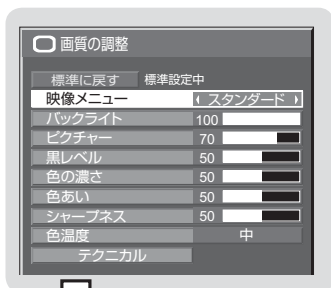 画質の調整
標準に戻す 標準設定中
映像メニュー スタンダード
バックライト 100
ピクチャー 70
黒レベル 50
色の濃さ 50
色あい 50
シャープネス 50
色温度 中
テクニカル